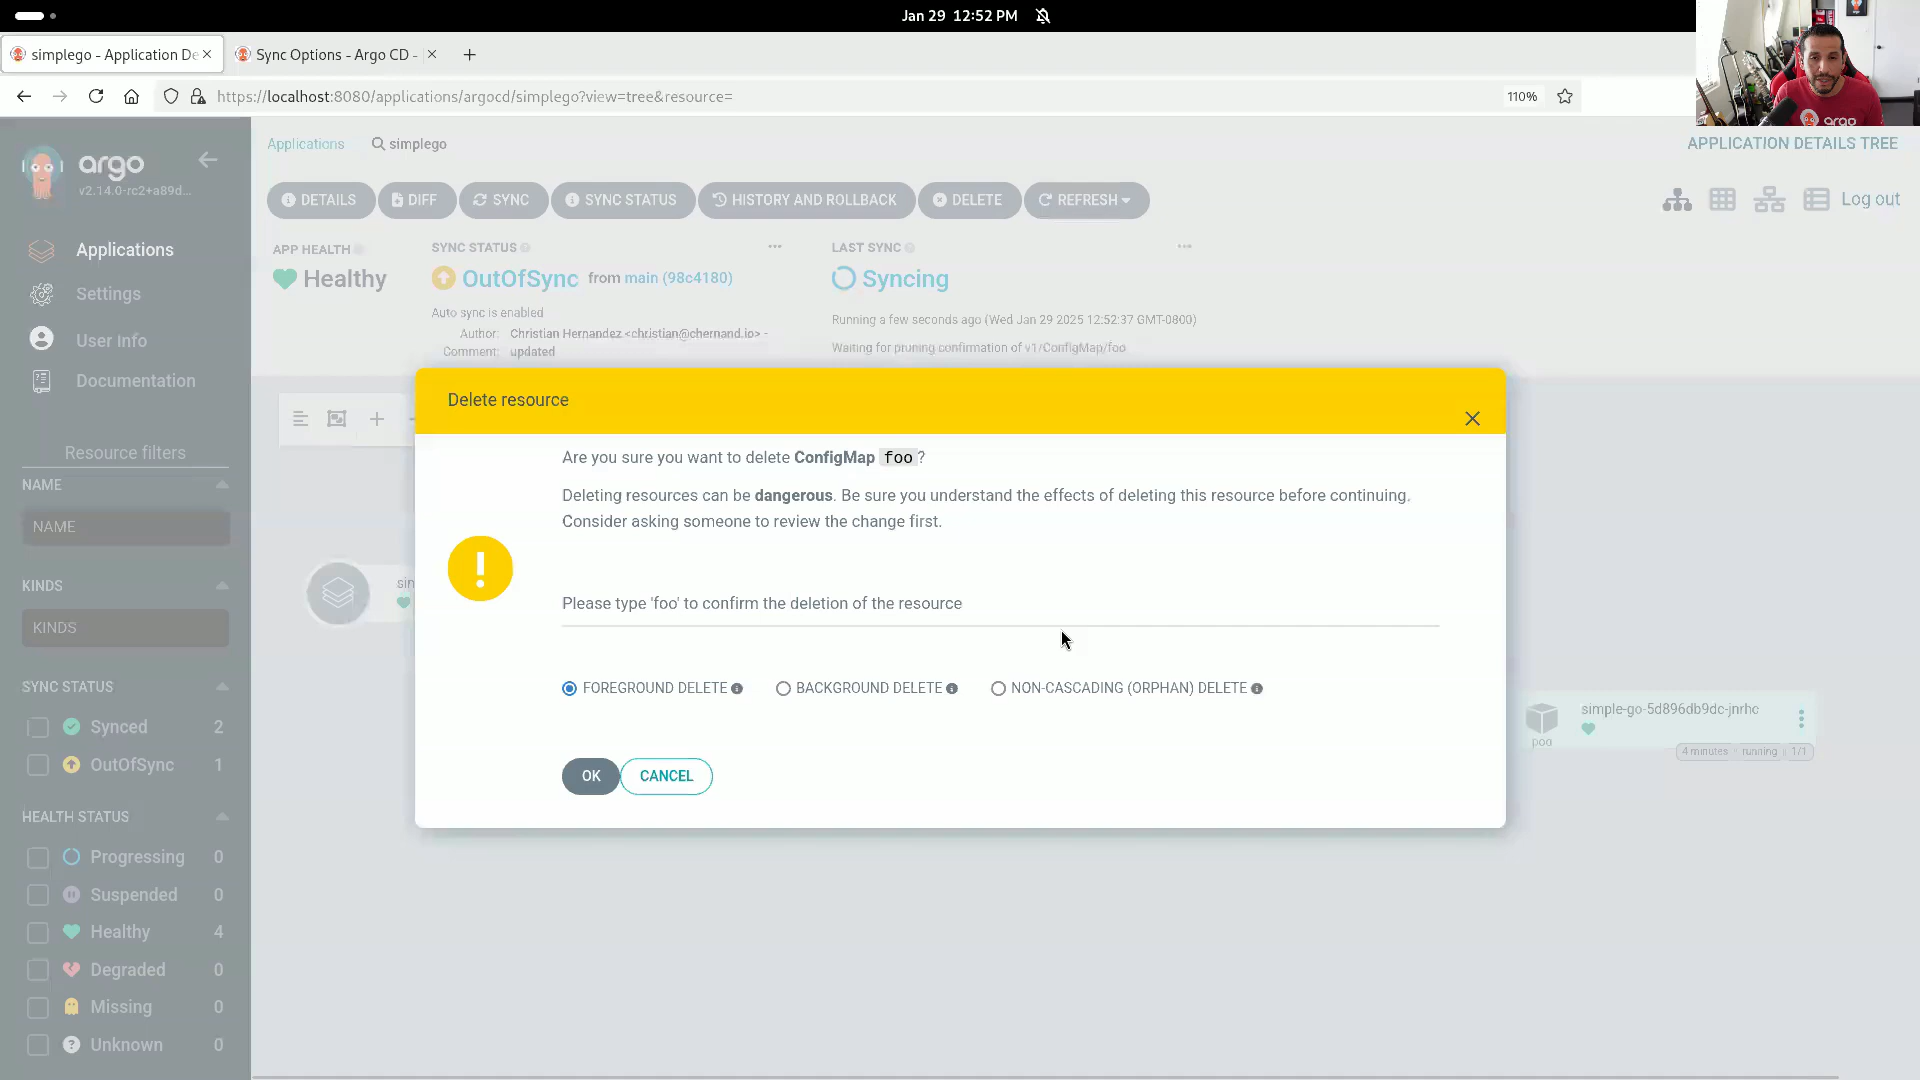 Jan 29 12:52 PM
simplego - Application De
Sync Options - Argo CD -
https://localhost:8080/applications/argocd/simplego?view=tree&resource=
110%
argo
v2.14.0-rc2+a89d...
Applications
Settings
User Info
Documentation
Resource filters
NAME
NAME
KINDS
KINDS
SYNC STATUS
Synced 2
OutOfSync 1
HEALTH STATUS
Progressing 0
Suspended 0
Healthy 4
Degraded 0
Missing 0
Unknown 0
Applications simplego
APPLICATION DETAILS TREE
DETAILS DIFF SYNC SYNC STATUS HISTORY AND ROLLBACK DELETE REFRESH
Log out
APP HEALTH
Healthy
SYNC STATUS
OutOfSync from main (98c4180)
Auto sync is enabled
Author: Christian Hernandez <christian@chernand.io> -
Comment: updated
LAST SYNC
Syncing
Running a few seconds ago (Wed Jan 29 2025 12:52:37 GMT-0800)
Waiting for pruning confirmation of v1/ConfigMap/foo
Delete resource
Are you sure you want to delete ConfigMap foo ?
Deleting resources can be dangerous. Be sure you understand the effects of deleting this resource before continuing.
Consider asking someone to review the change first.
Please type 'foo' to confirm the deletion of the resource
FOREGROUND DELETE BACKGROUND DELETE NON-CASCADING (ORPHAN) DELETE
OK CANCEL
sim
simple-go-5d896db9dc-jnrhc
pod
4 minutes running 1/1
argo